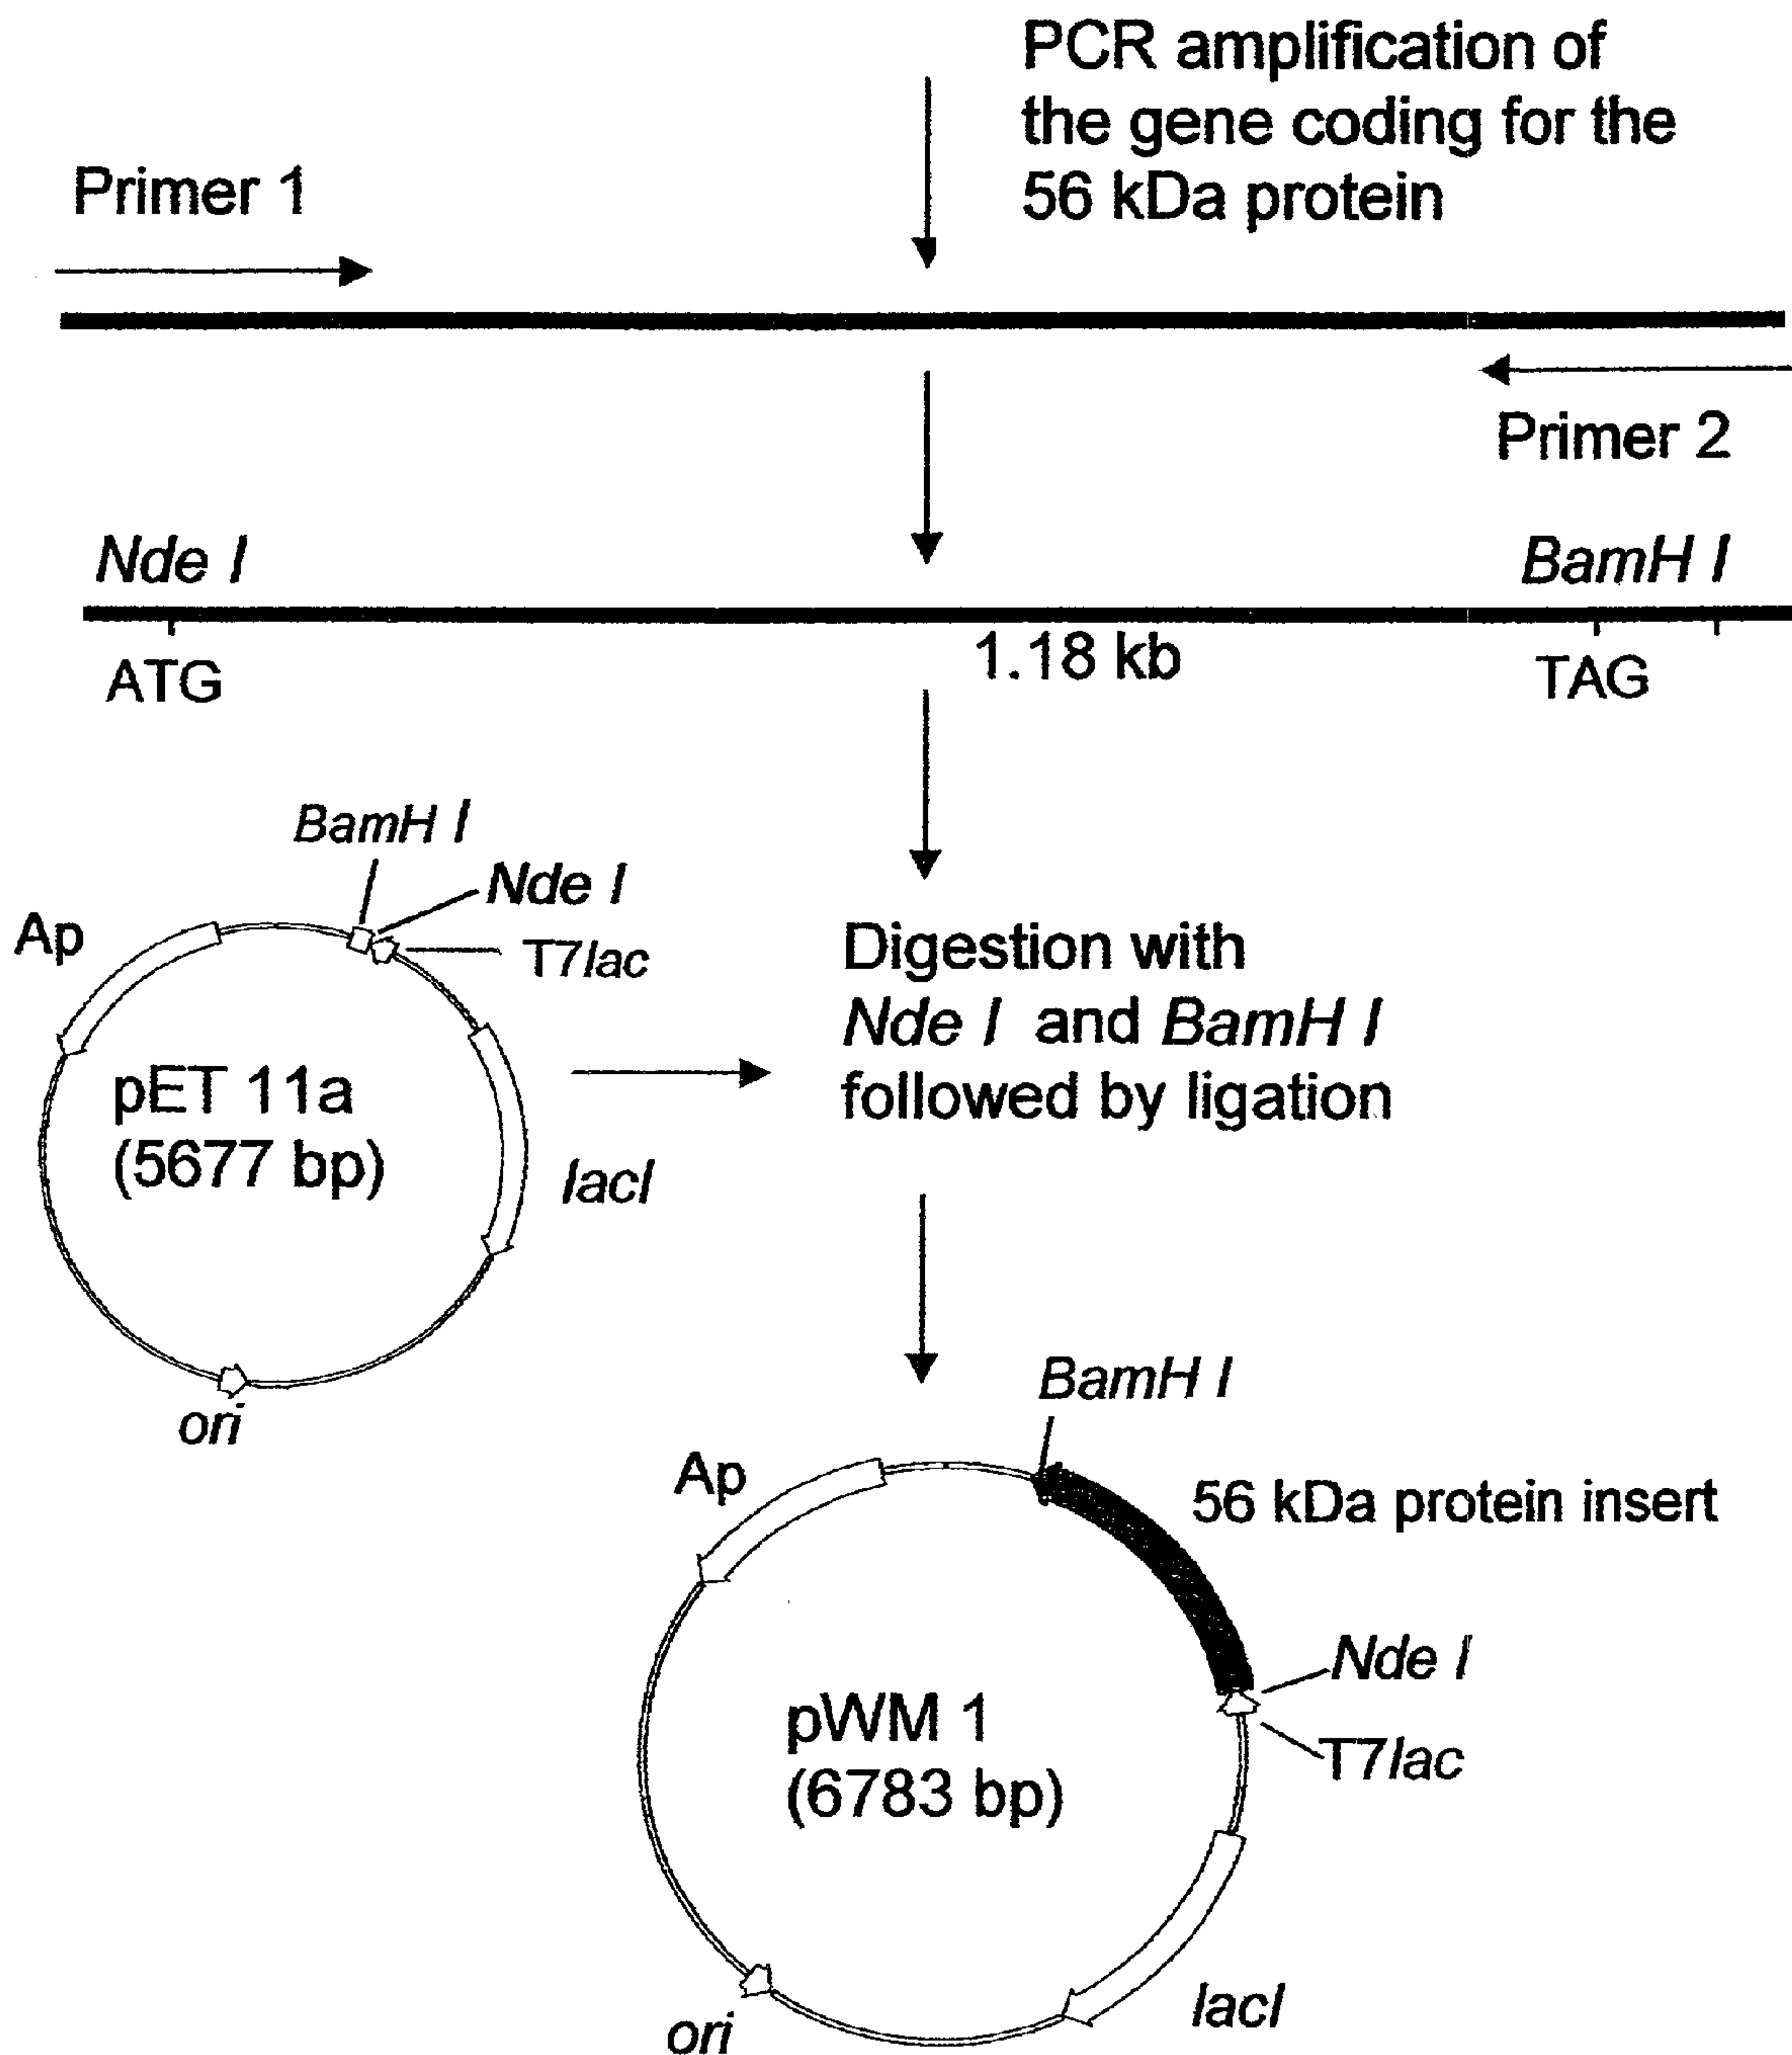 PCR amplification of
the gene coding for the
56 kDa protein
Primer 1
Primer 2
Nde I
BamH I
1.18 kb
ATG
TAG
BamH I
Nde I
Ap
T7lac
pET 11a
(5677 bp)
lacI
ori
Digestion with
Nde I and BamH I
followed by ligation
BamH I
Ap
56 kDa protein insert
Nde I
T7lac
pWM 1
(6783 bp)
lacI
ori